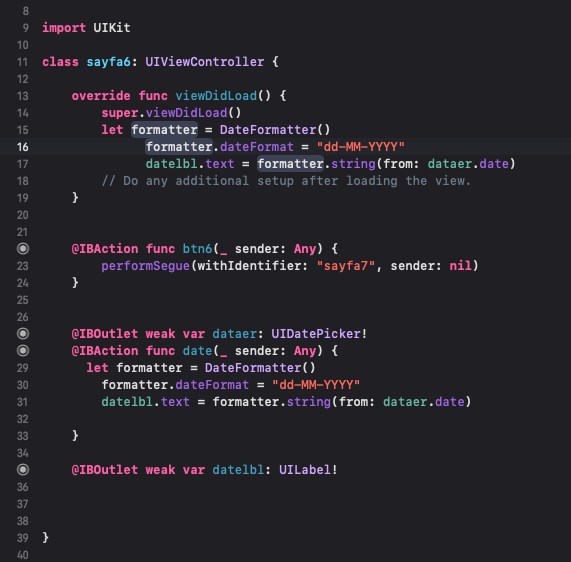 8
9 import UIKit
10
11 class sayfa6: UIViewController {
12
13 override func viewDidLoad() {
14 super.viewDidLoad()
15 let formatter = DateFormatter()
16 formatter.dateFormat = "dd-MM-YYYY"
17 datelbl.text = formatter.string(from: dataer.date)
18 // Do any additional setup after loading the view.
19 }
20
21
@IBAction func btn6(_ sender: Any) {
23 performSegue(withIdentifier: "sayfa7", sender: nil)
24 }
25
26
@IBOutlet weak var dataer: UIDatePicker!
@IBAction func date(_ sender: Any) {
29 let formatter = DateFormatter()
30 formatter.dateFormat = "dd-MM-YYYY"
31 datelbl.text = formatter.string(from: dataer.date)
32
33 }
34
@IBOutlet weak var datelbl: UILabel!
36
37
38
39 }
40